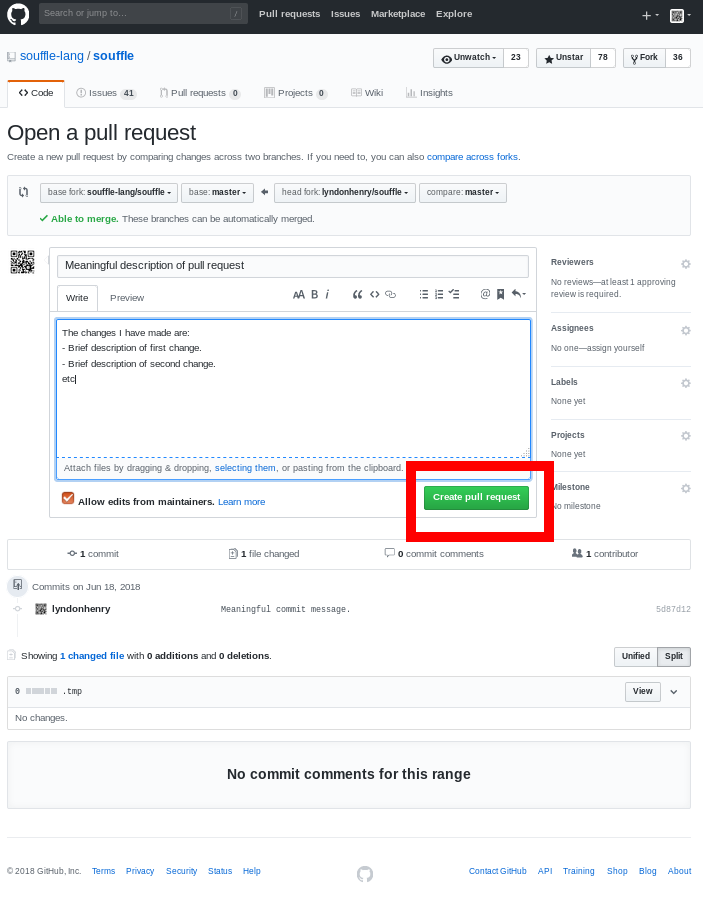 Search or jump to... / Pull requests Issues Marketplace Explore
souffle-lang / souffle Unwatch 23 Unstar 78 Fork 36
Code Issues 41 Pull requests 0 Projects 0 Wiki Insights
Open a pull request
Create a new pull request by comparing changes across two branches. If you need to, you can also compare across forks.
base fork: souffle-lang/souffle base: master head fork: lyndonhenry/souffle compare: master
Able to merge. These branches can be automatically merged.
Meaningful description of pull request
Write Preview AA B i
The changes I have made are:
- Brief description of first change.
- Brief description of second change.
etc
Attach files by dragging & dropping, selecting them, or pasting from the clipboard.
Allow edits from maintainers. Learn more Create pull request
Reviewers
No reviews—at least 1 approving
review is required.
Assignees
No one—assign yourself
Labels
None yet
Projects
None yet
Milestone
No milestone
1 commit 1 file changed 0 commit comments 1 contributor
Commits on Jun 18, 2018
lyndonhenry Meaningful commit message. 5d87d12
Showing 1 changed file with 0 additions and 0 deletions. Unified Split
0 .tmp View
No changes.
No commit comments for this range
© 2018 GitHub, Inc. Terms Privacy Security Status Help Contact GitHub API Training Shop Blog About